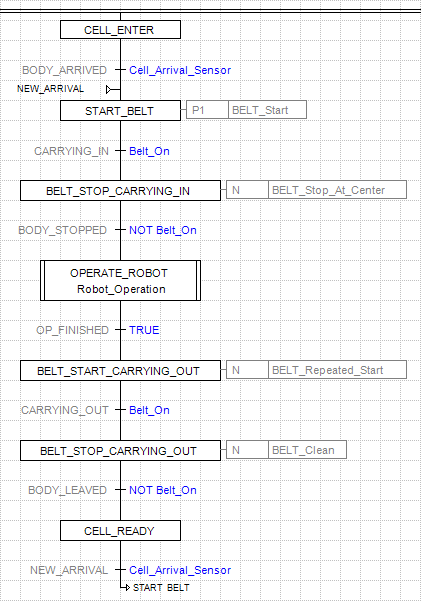 CELL_ENTER
BODY_ARRIVED Cell_Arrival_Sensor
NEW_ARRIVAL
START_BELT P1 BELT_Start
CARRYING_IN Belt_On
BELT_STOP_CARRYING_IN N BELT_Stop_At_Center
BODY_STOPPED NOT Belt_On
OPERATE_ROBOT
Robot_Operation
OP_FINISHED TRUE
BELT_START_CARRYING_OUT N BELT_Repeated_Start
CARRYING_OUT Belt_On
BELT_STOP_CARRYING_OUT N BELT_Clean
BODY_LEAVED NOT Belt_On
CELL_READY
NEW_ARRIVAL Cell_Arrival_Sensor
START BELT